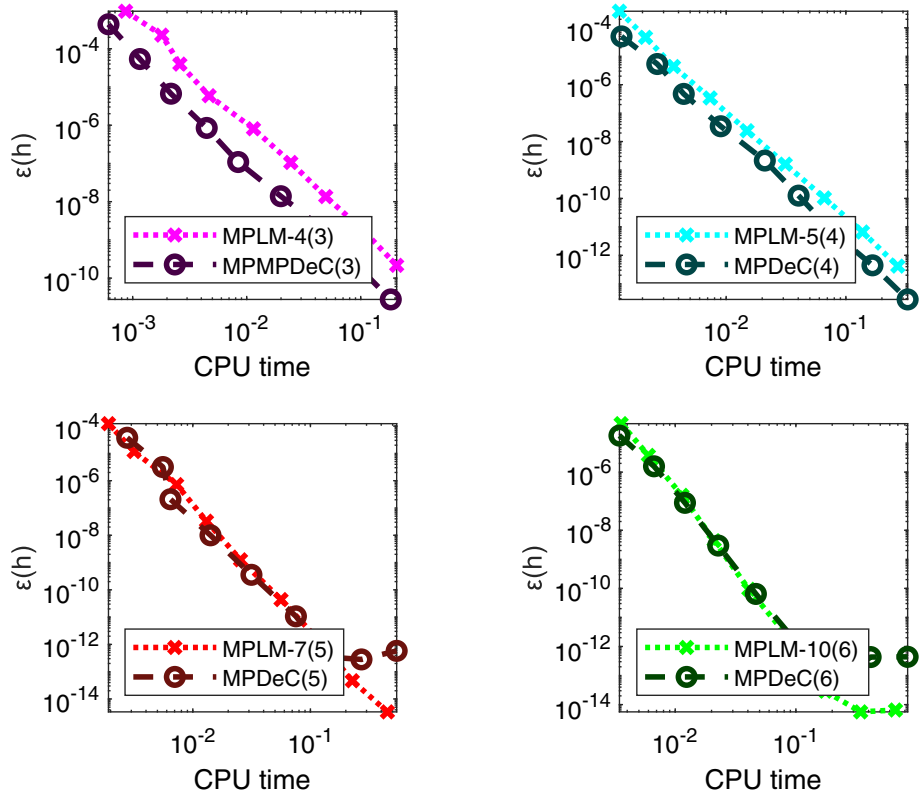 10^-4
10^-6
10^-8
10^-10
ε(h)
MPLM-4(3)
MPMPDeC(3)
10^-3 10^-2 10^-1
CPU time
10^-4
10^-6
10^-8
10^-10
10^-12
ε(h)
MPLM-5(4)
MPDeC(4)
10^-2 10^-1
CPU time
10^-4
10^-6
10^-8
10^-10
10^-12
10^-14
ε(h)
MPLM-7(5)
MPDeC(5)
10^-2 10^-1
CPU time
10^-6
10^-8
10^-10
10^-12
10^-14
ε(h)
MPLM-10(6)
MPDeC(6)
10^-2 10^-1
CPU time